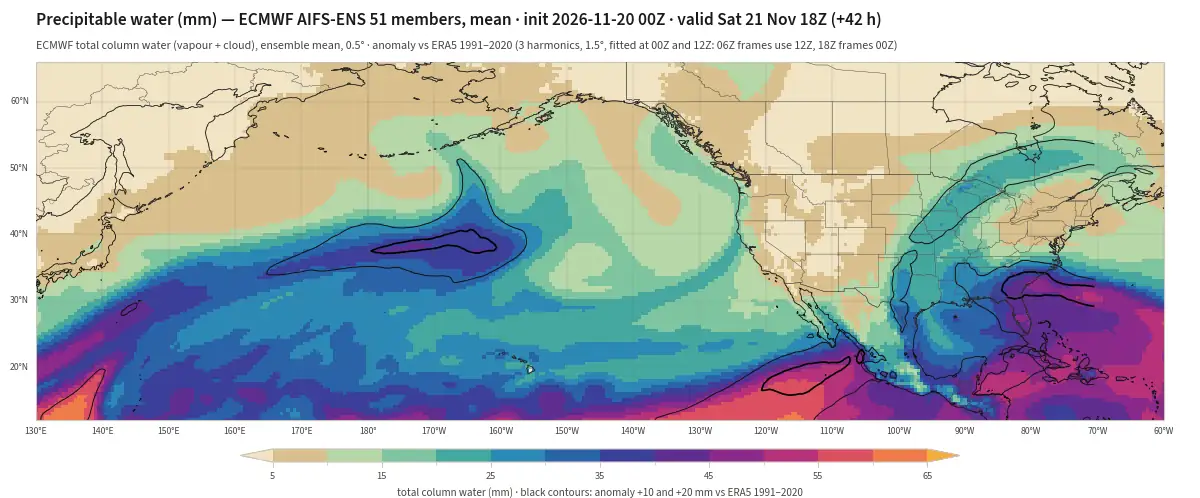 Precipitable water (mm) — ECMWF AIFS-ENS 51 members, mean · init 2026-11-20 00Z · valid Sat 21 Nov 18Z (+42 h)
ECMWF total column water (vapour + cloud), ensemble mean, 0.5° · anomaly vs ERA5 1991–2020 (3 harmonics, 1.5°, fitted at 00Z and 12Z: 06Z frames use 12Z, 18Z frames 00Z)
60°N
50°N
40°N
30°N
20°N
130°E 140°E 150°E 160°E 170°E 180° 170°W 160°W 150°W 140°W 130°W 120°W 110°W 100°W 90°W 80°W 70°W 60°W
5 15 25 35 45 55 65
total column water (mm) · black contours: anomaly +10 and +20 mm vs ERA5 1991–2020